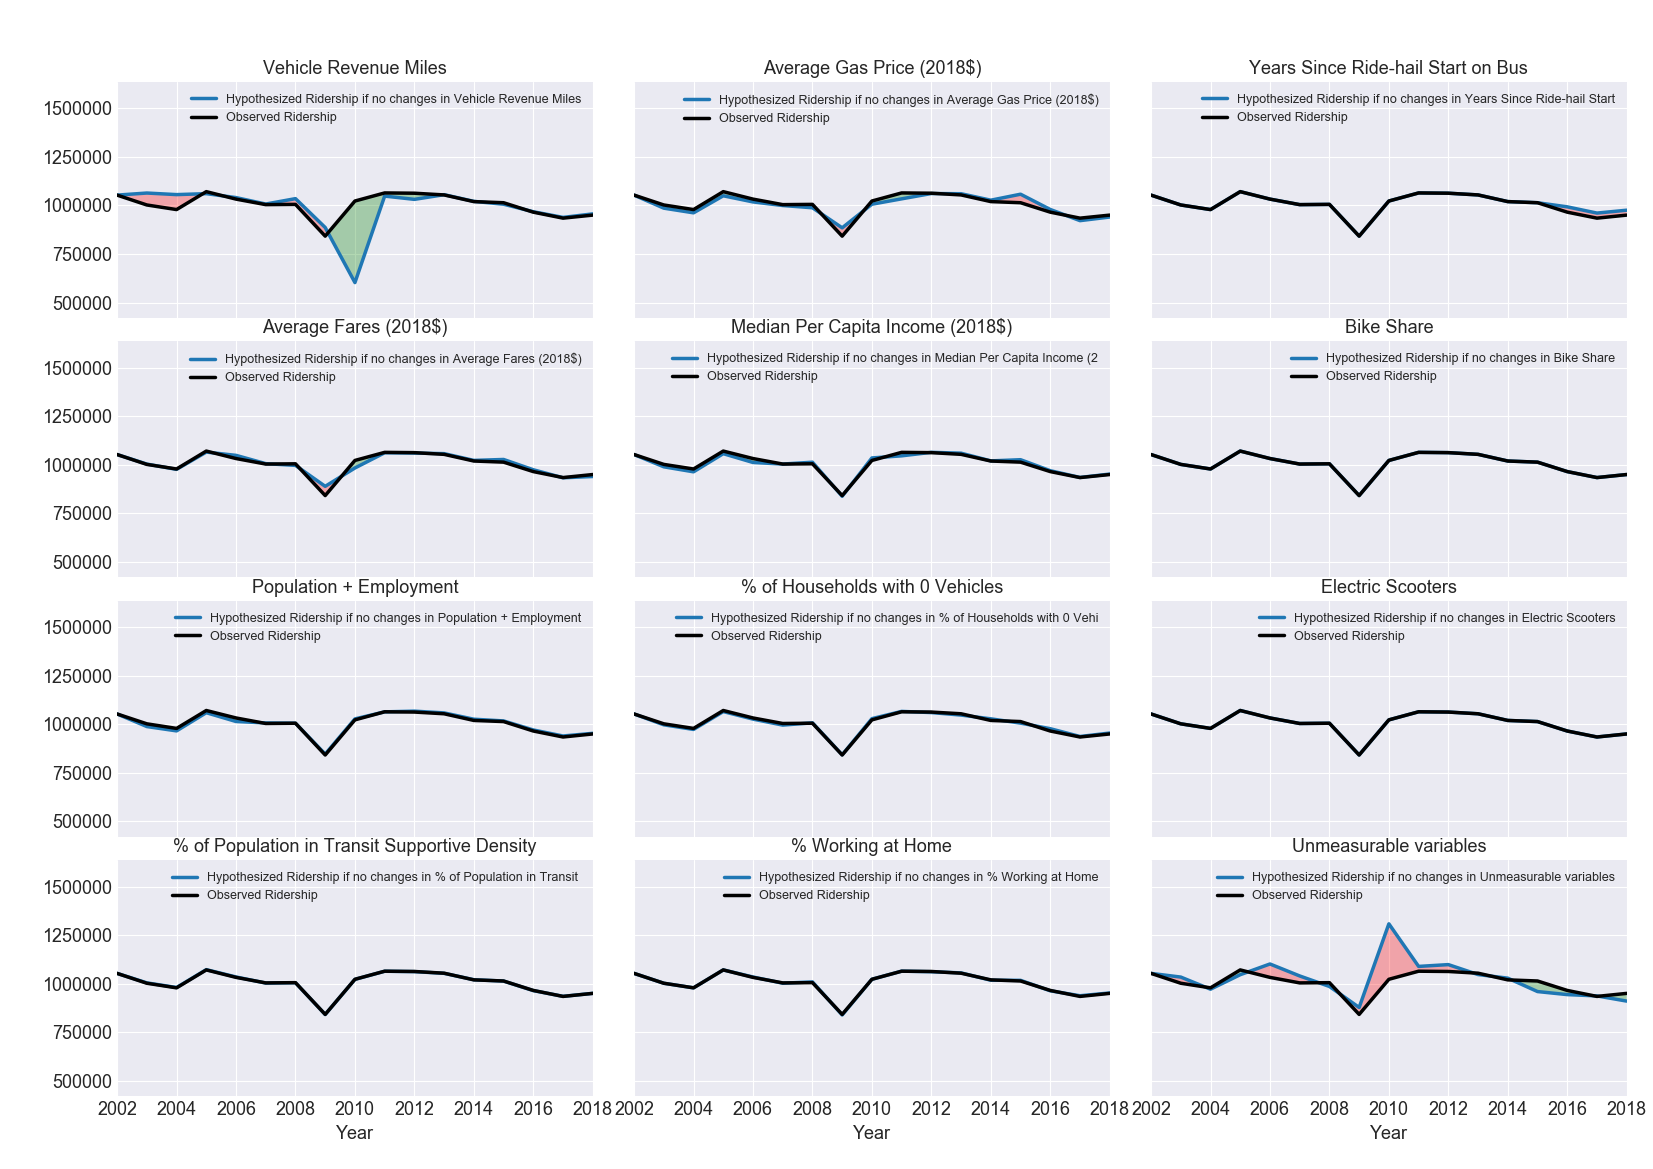 Vehicle Revenue Miles
Average Gas Price (2018$)
Years Since Ride-hail Start on Bus
1500000
1250000
1000000
750000
500000
Hypothesized Ridership if no changes in Vehicle Revenue Miles
Observed Ridership
Hypothesized Ridership if no changes in Average Gas Price (2018$)
Observed Ridership
Hypothesized Ridership if no changes in Years Since Ride-hail Start
Observed Ridership
Average Fares (2018$)
Median Per Capita Income (2018$)
Bike Share
1500000
1250000
1000000
750000
500000
Hypothesized Ridership if no changes in Average Fares (2018$)
Observed Ridership
Hypothesized Ridership if no changes in Median Per Capita Income (2
Observed Ridership
Hypothesized Ridership if no changes in Bike Share
Observed Ridership
Population + Employment
% of Households with 0 Vehicles
Electric Scooters
1500000
1250000
1000000
750000
500000
Hypothesized Ridership if no changes in Population + Employment
Observed Ridership
Hypothesized Ridership if no changes in % of Households with 0 Vehi
Observed Ridership
Hypothesized Ridership if no changes in Electric Scooters
Observed Ridership
% of Population in Transit Supportive Density
% Working at Home
Unmeasurable variables
1500000
1250000
1000000
750000
500000
Hypothesized Ridership if no changes in % of Population in Transit
Observed Ridership
Hypothesized Ridership if no changes in % Working at Home
Observed Ridership
Hypothesized Ridership if no changes in Unmeasurable variables
Observed Ridership
2002 2004 2006 2008 2010 2012 2014 2016 2018
2002 2004 2006 2008 2010 2012 2014 2016 2018
2002 2004 2006 2008 2010 2012 2014 2016 2018
Year
Year
Year